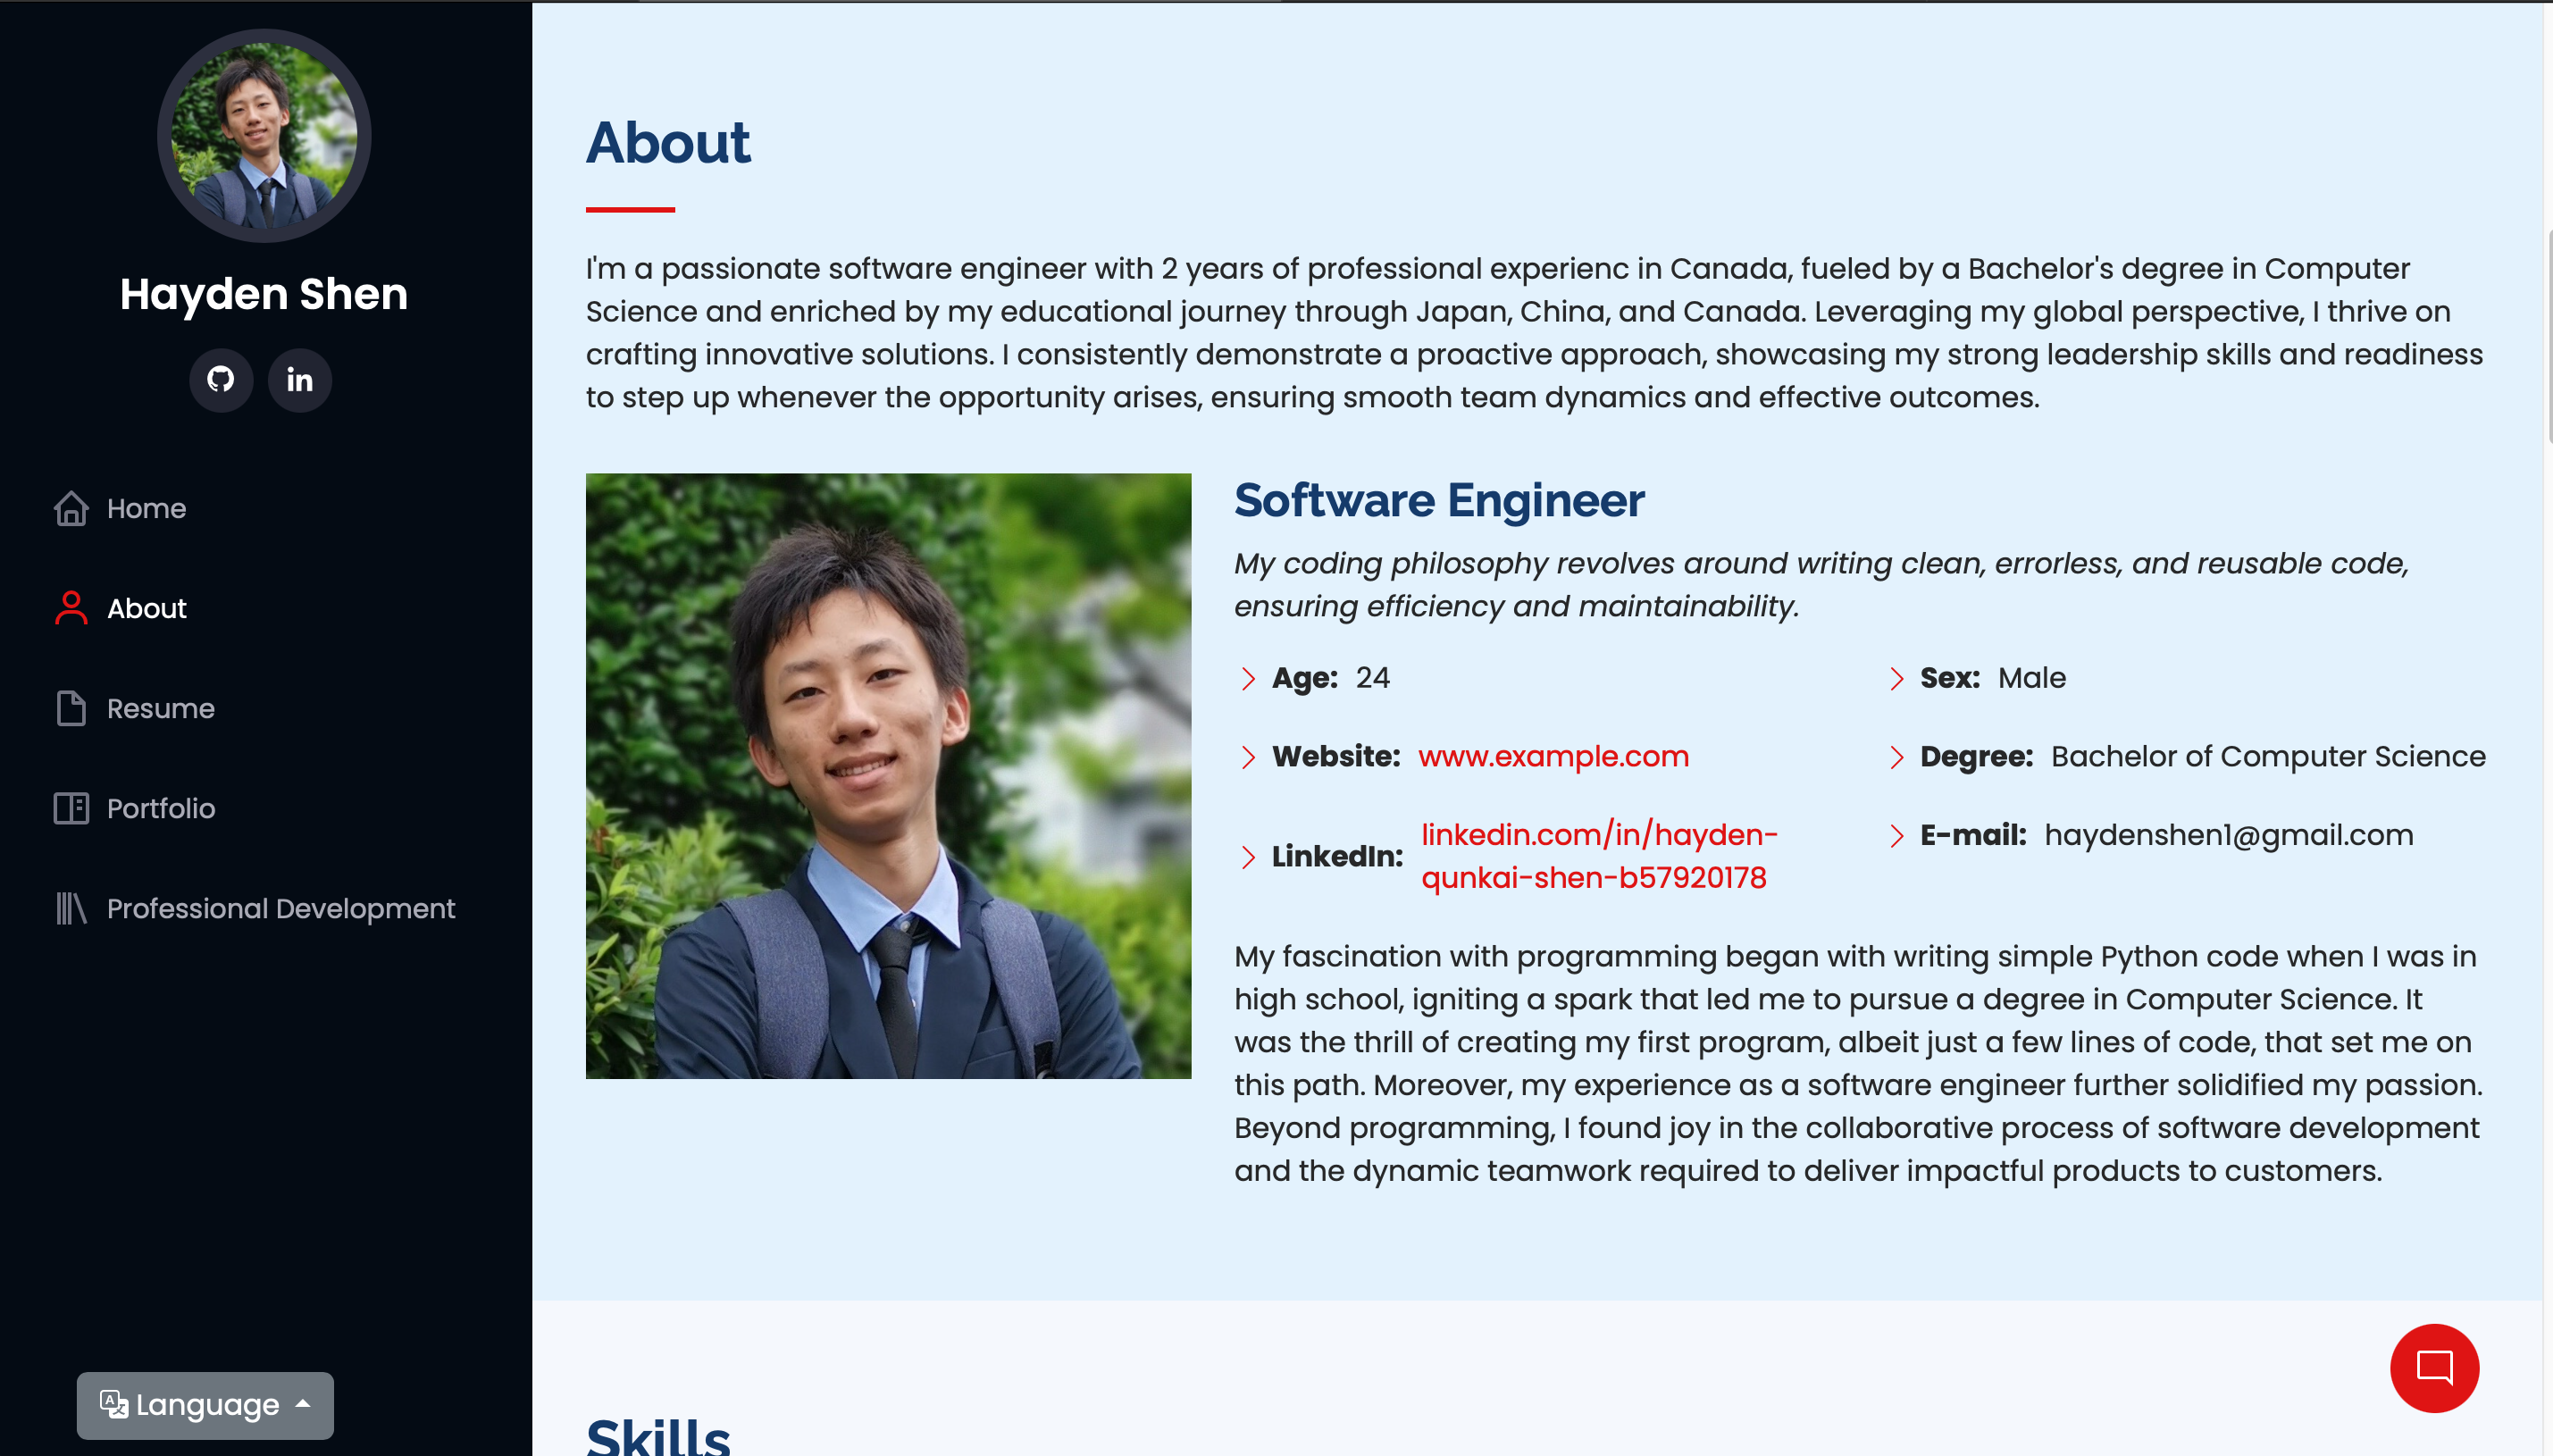 Hayden Shen
in
Home
About
Resume
Portfolio
Professional Development
Language
About
I'm a passionate software engineer with 2 years of professional experienc in Canada, fueled by a Bachelor's degree in Computer
Science and enriched by my educational journey through Japan, China, and Canada. Leveraging my global perspective, I thrive on
crafting innovative solutions. I consistently demonstrate a proactive approach, showcasing my strong leadership skills and readiness
to step up whenever the opportunity arises, ensuring smooth team dynamics and effective outcomes.
Software Engineer
My coding philosophy revolves around writing clean, errorless, and reusable code,
ensuring efficiency and maintainability.
Age: 24
Sex: Male
Website: www.example.com
Degree: Bachelor of Computer Science
LinkedIn: linkedin.com/in/hayden-
qunkai-shen-b57920178
E-mail: haydenshen1@gmail.com
My fascination with programming began with writing simple Python code when I was in
high school, igniting a spark that led me to pursue a degree in Computer Science. It
was the thrill of creating my first program, albeit just a few lines of code, that set me on
this path. Moreover, my experience as a software engineer further solidified my passion.
Beyond programming, I found joy in the collaborative process of software development
and the dynamic teamwork required to deliver impactful products to customers.
Skills